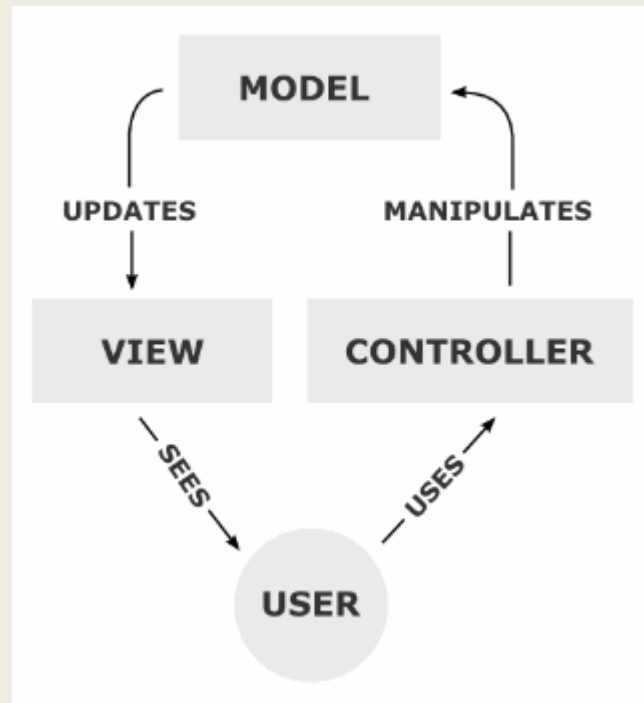 MODEL
UPDATES
MANIPULATES
VIEW
CONTROLLER
SEES
USES
USER